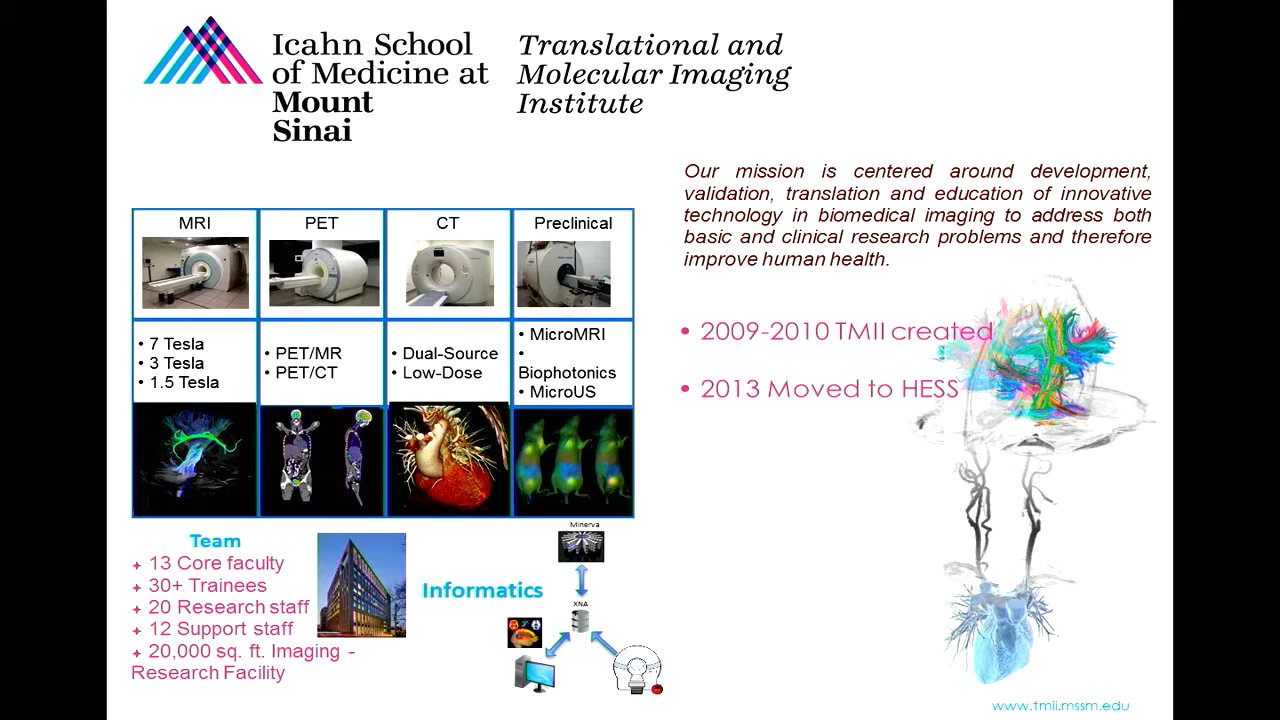 Icahn School
of Medicine at
Mount
Sinai
Translational and
Molecular Imaging
Institute
Our mission is centered around development,
validation, translation and education of innovative
technology in biomedical imaging to address both
basic and clinical research problems and therefore
improve human health.
MRI
PET
CT
Preclinical
• 7 Tesla
• 3 Tesla
• 1.5 Tesla
• PET/MR
• PET/CT
• Dual-Source
• Low-Dose
• MicroMRI
•
Biophotonics
• MicroUS
• 2009-2010 TMII created
• 2013 Moved to HESS
Team
+ 13 Core faculty
+ 30+ Trainees
+ 20 Research staff
+ 12 Support staff
+ 20,000 sq. ft. Imaging -
Research Facility
Informatics
Minerva
XNA
www.tmii.mssm.edu